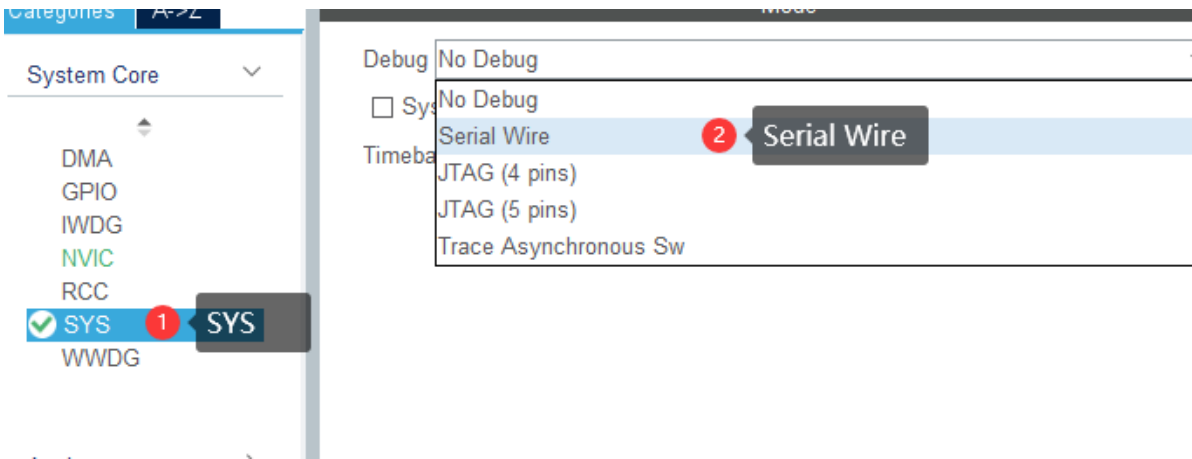 Categories A->Z
Mode
System Core
DMA
GPIO
IWDG
NVIC
RCC
SYS 1 SYS
WWDG
Debug No Debug
No Debug
Serial Wire 2 Serial Wire
JTAG (4 pins)
JTAG (5 pins)
Trace Asynchronous Sw